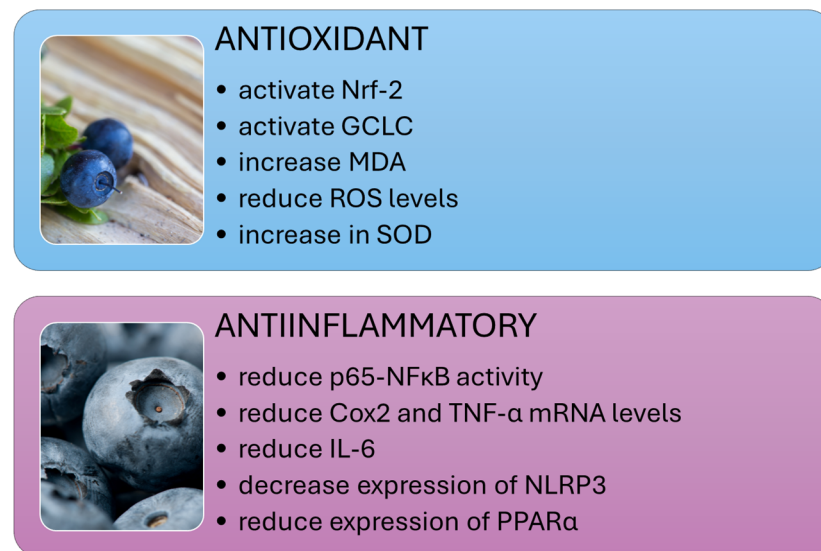 ANTIOXIDANT
• activate Nrf-2
• activate GCLC
• increase MDA
• reduce ROS levels
• increase in SOD
ANTIINFLAMMATORY
• reduce p65-NFκB activity
• reduce Cox2 and TNF-α mRNA levels
• reduce IL-6
• decrease expression of NLRP3
• reduce expression of PPARα